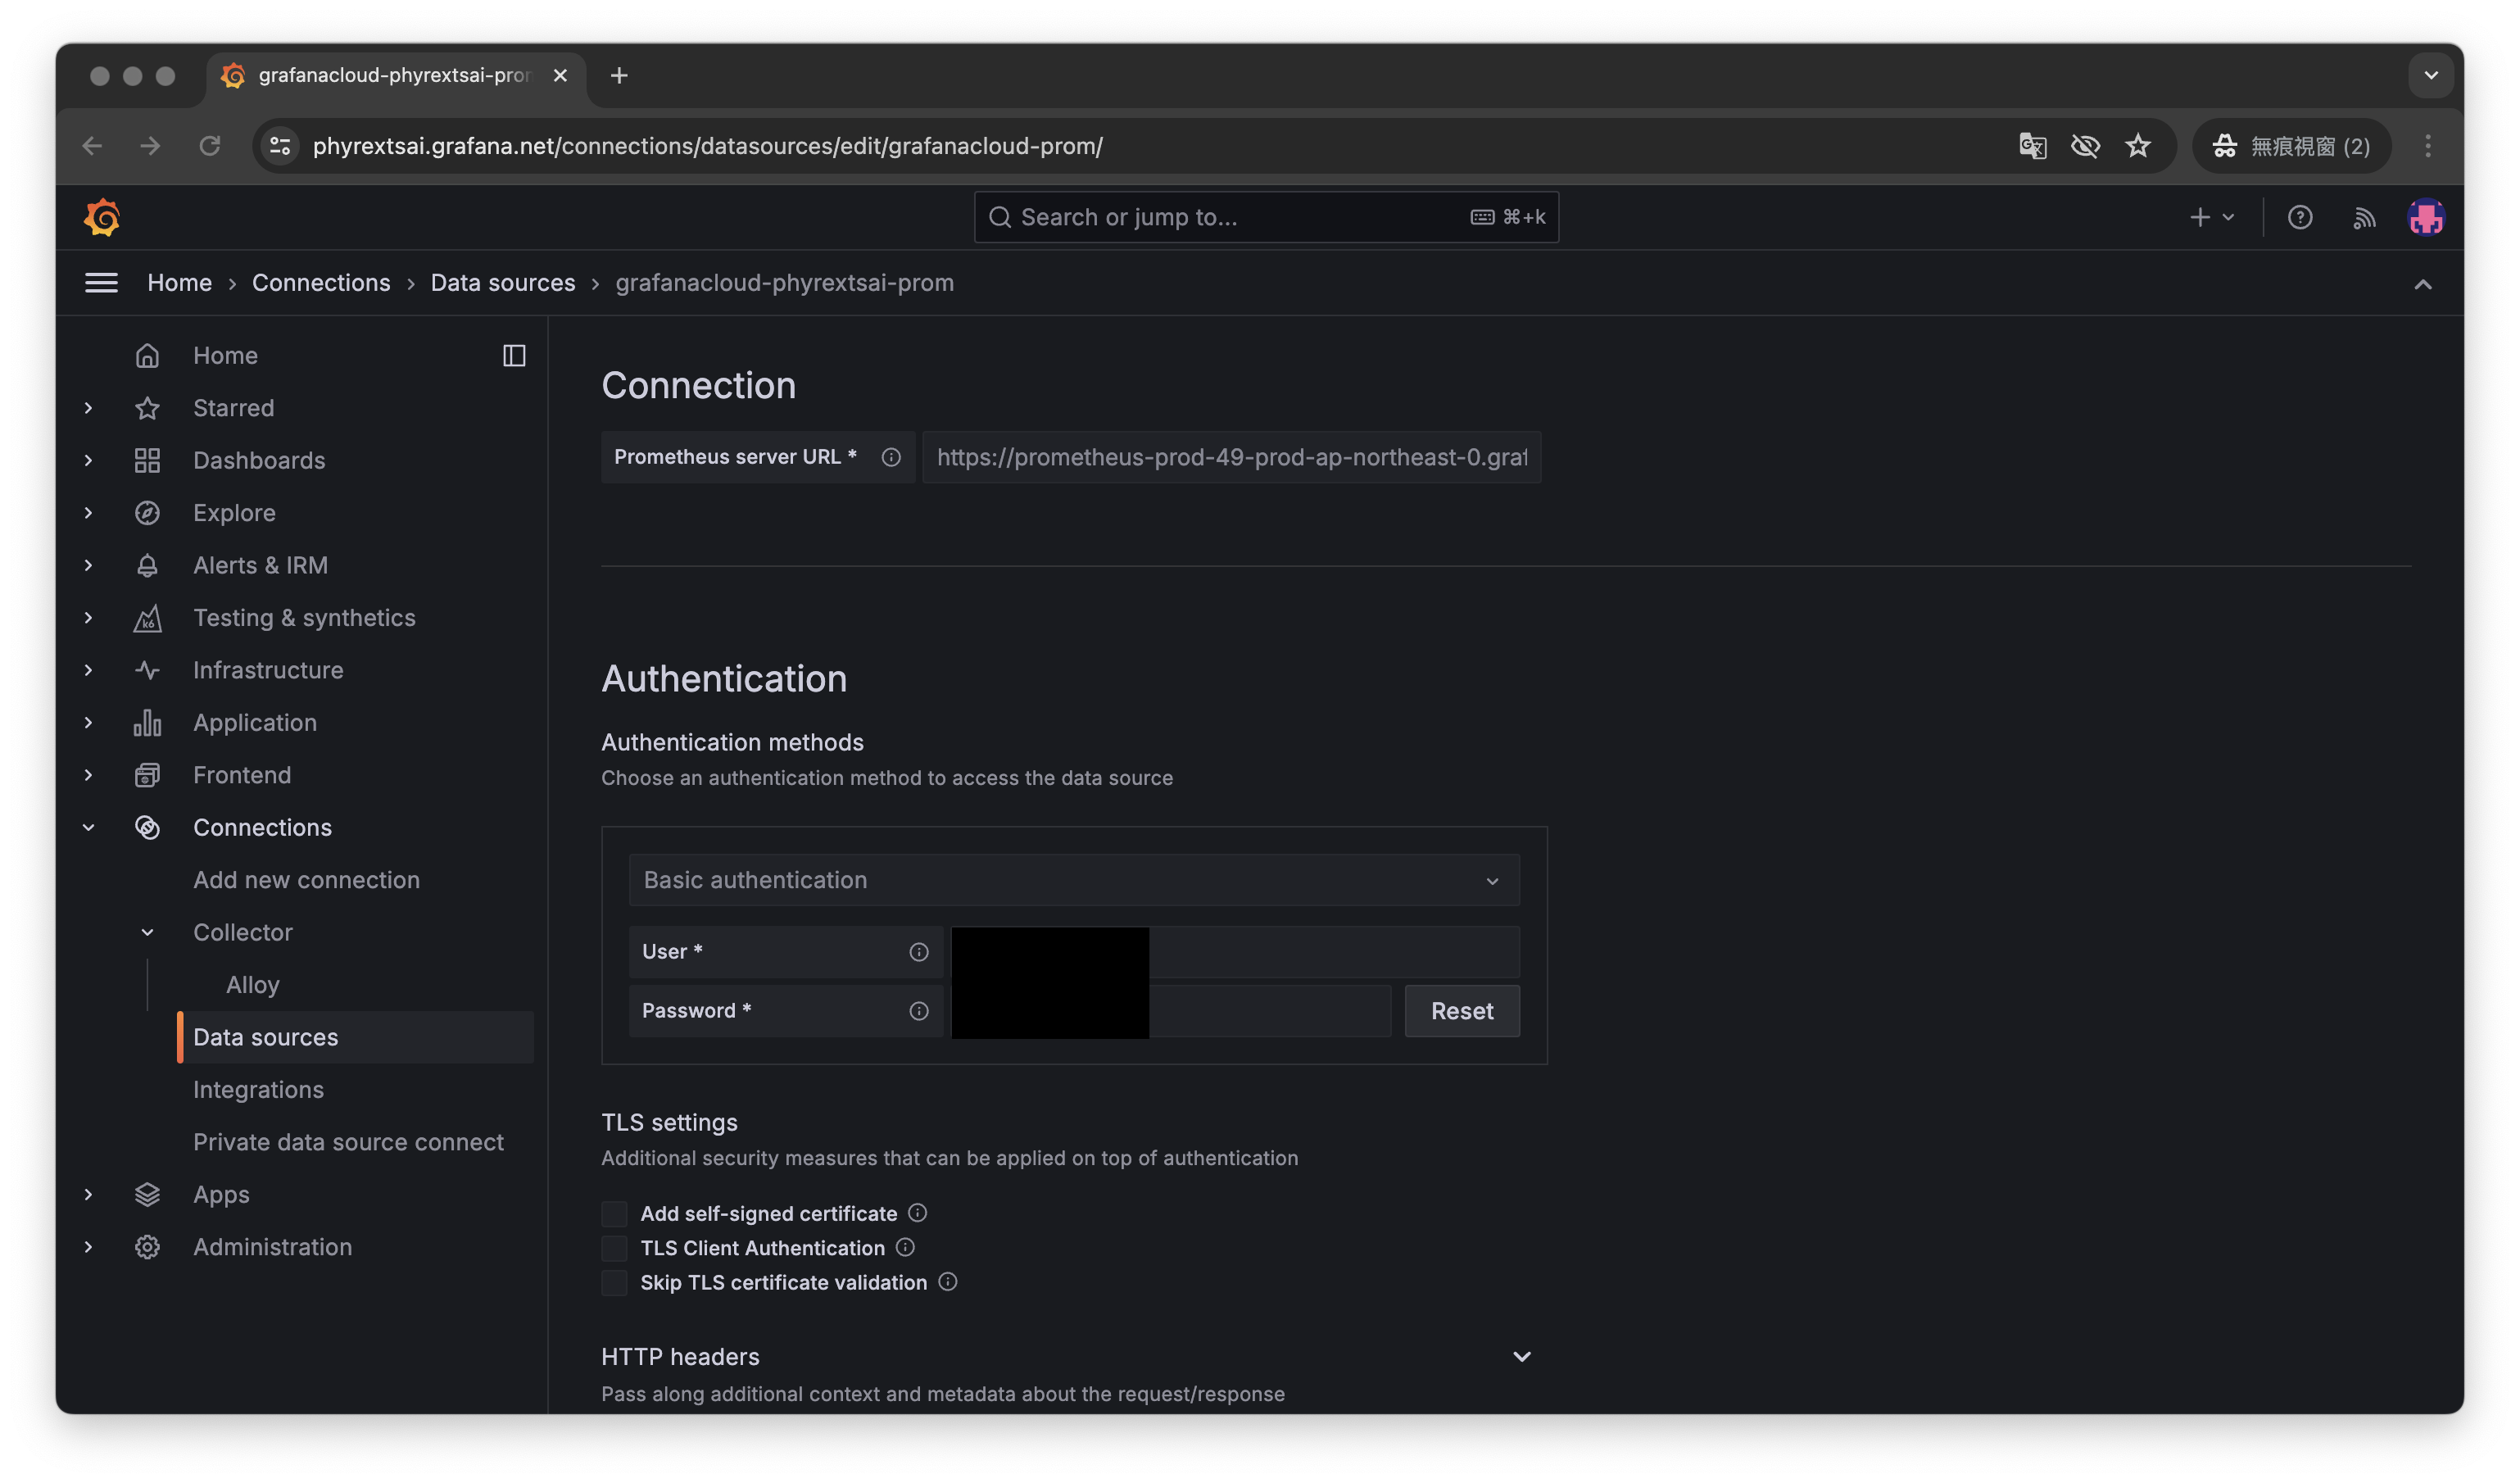 grafanacloud-phyrextsai-pro
phyrextsai.grafana.net/connections/datasources/edit/grafanacloud-prom/
無痕視窗 (2)
Search or jump to...
⌘+k
Home › Connections › Data sources › grafanacloud-phyrextsai-prom
Home
Starred
Dashboards
Explore
Alerts & IRM
Testing & synthetics
k6
Infrastructure
Application
Frontend
Connections
Add new connection
Collector
Alloy
Data sources
Integrations
Private data source connect
Apps
Administration
Connection
Prometheus server URL *
https://prometheus-prod-49-prod-ap-northeast-0.graf
Authentication
Authentication methods
Choose an authentication method to access the data source
Basic authentication
User *
Password *
Reset
TLS settings
Additional security measures that can be applied on top of authentication
Add self-signed certificate
TLS Client Authentication
Skip TLS certificate validation
HTTP headers
Pass along additional context and metadata about the request/response